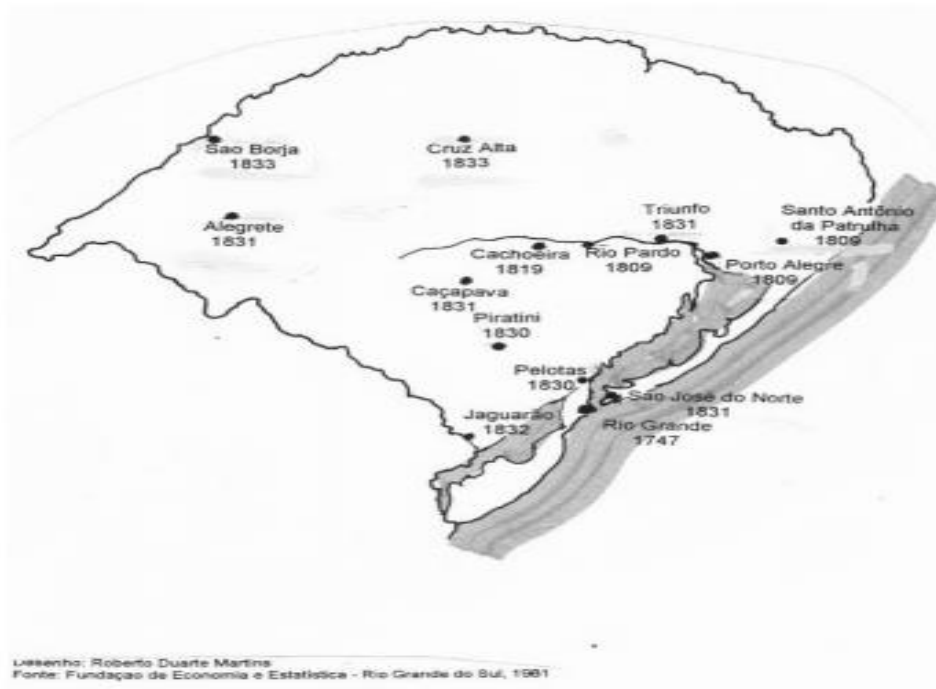 São Borja
1833
Cruz Alta
1833
Alegrete
1831
Triunfo
1831
Santo Antônio
da Patrulha
1809
Cachoeira
1819
Rio Pardo
1809
Porto Alegre
1809
Caçapava
1831
Piratini
1830
Pelotas
1830
São José do Norte
1831
Jaguarão
1832
Rio Grande
1747
Desenho: Roberto Duarte Martins
Fonte: Fundação de Economia e Estatística - Rio Grande do Sul, 1981